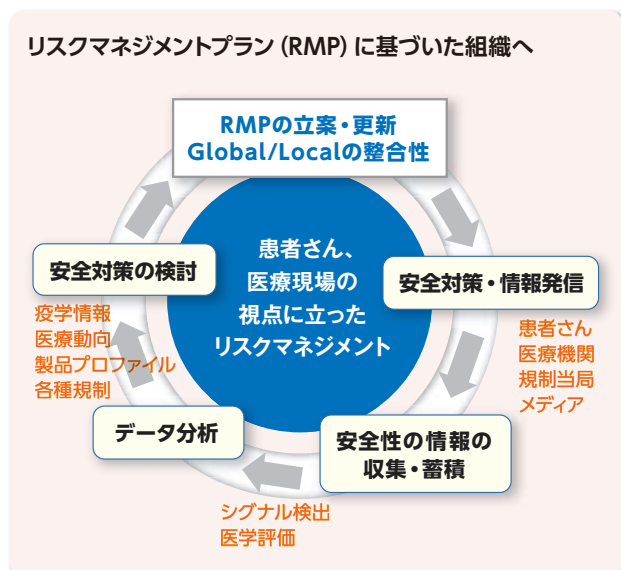 リスクマネジメントプラン（RMP）に基づいた組織へ
RMPの立案・更新
Global/Localの整合性
患者さん、
医療現場の
視点に立った
リスクマネジメント
安全対策・情報発信
患者さん
医療機関
規制当局
メディア
安全性の情報の
収集・蓄積
シグナル検出
医学評価
データ分析
安全対策の検討
疫学情報
医療動向
製品プロファイル
各種規制